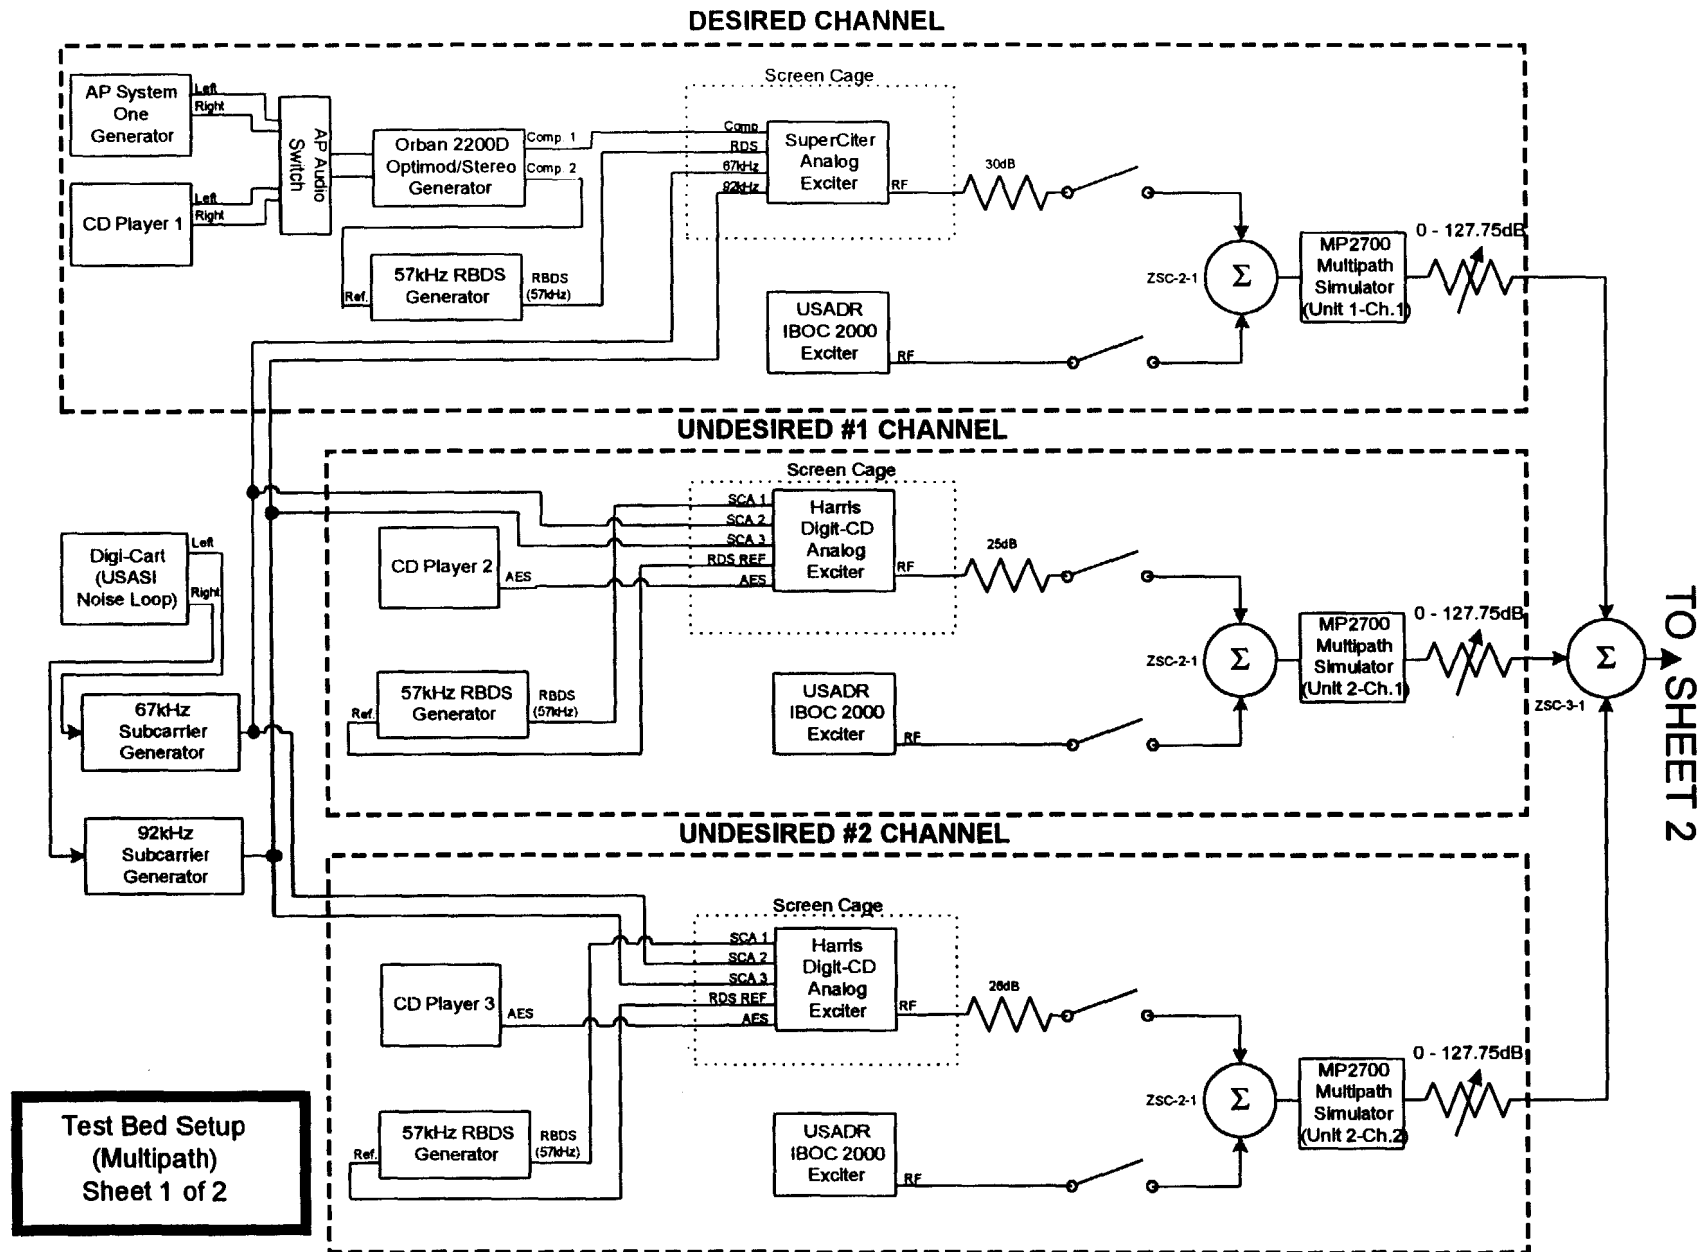 DESIRED CHANNEL
AP System
One
Generator
Left
Right
CD Player 1
Left
Right
AP Audio
Switch
Orban 2200D
Optimod/Stereo
Generator
Comp. 1
Comp. 2
57kHz RBDS
Generator
Ref.
RBDS
(57kHz)
Screen Cage
Comp
RDS
67kHz
92kHz
SuperCiter
Analog
Exciter
RF
30dB
USADR
IBOC 2000
Exciter
RF
ZSC-2-1
Σ
MP2700
Multipath
Simulator
(Unit 1-Ch.1)
0 - 127.75dB
UNDESIRED #1 CHANNEL
Digi-Cart
(USASI
Noise Loop)
Left
Right
67kHz
Subcarrier
Generator
92kHz
Subcarrier
Generator
CD Player 2
AES
57kHz RBDS
Generator
Ref.
RBDS
(57kHz)
Screen Cage
SCA 1
SCA 2
SCA 3
RDS REF
AES
Harris
Digit-CD
Analog
Exciter
RF
25dB
USADR
IBOC 2000
Exciter
RF
ZSC-2-1
Σ
MP2700
Multipath
Simulator
(Unit 2-Ch.1)
0 - 127.75dB
Σ
ZSC-3-1
TO SHEET 2
UNDESIRED #2 CHANNEL
CD Player 3
AES
57kHz RBDS
Generator
Ref.
RBDS
(57kHz)
Screen Cage
SCA 1
SCA 2
SCA 3
RDS REF
AES
Harris
Digit-CD
Analog
Exciter
RF
26dB
USADR
IBOC 2000
Exciter
RF
ZSC-2-1
Σ
MP2700
Multipath
Simulator
(Unit 2-Ch.2)
0 - 127.75dB
Test Bed Setup
(Multipath)
Sheet 1 of 2